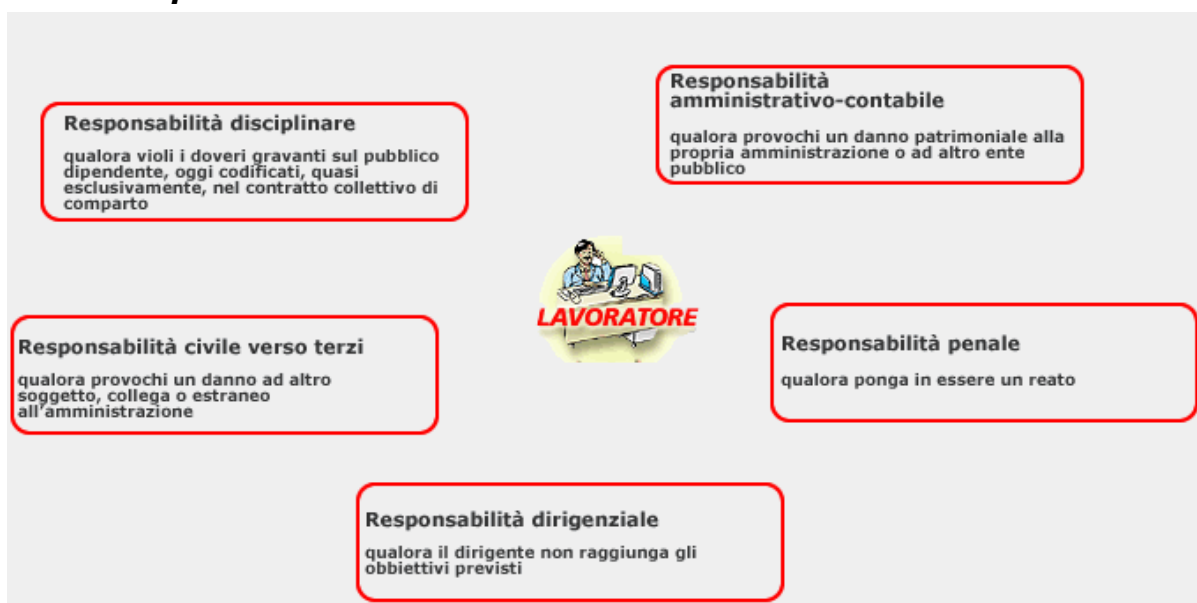 Responsabilità disciplinare
qualora violi i doveri gravanti sul pubblico
dipendente, oggi codificati, quasi
esclusivamente, nel contratto collettivo di
comparto
Responsabilità
amministrativo-contabile
qualora provochi un danno patrimoniale alla
propria amministrazione o ad altro ente
pubblico
LAVORATORE
Responsabilità civile verso terzi
qualora provochi un danno ad altro
soggetto, collega o estraneo
all'amministrazione
Responsabilità penale
qualora ponga in essere un reato
Responsabilità dirigenziale
qualora il dirigente non raggiunga gli
obbiettivi previsti